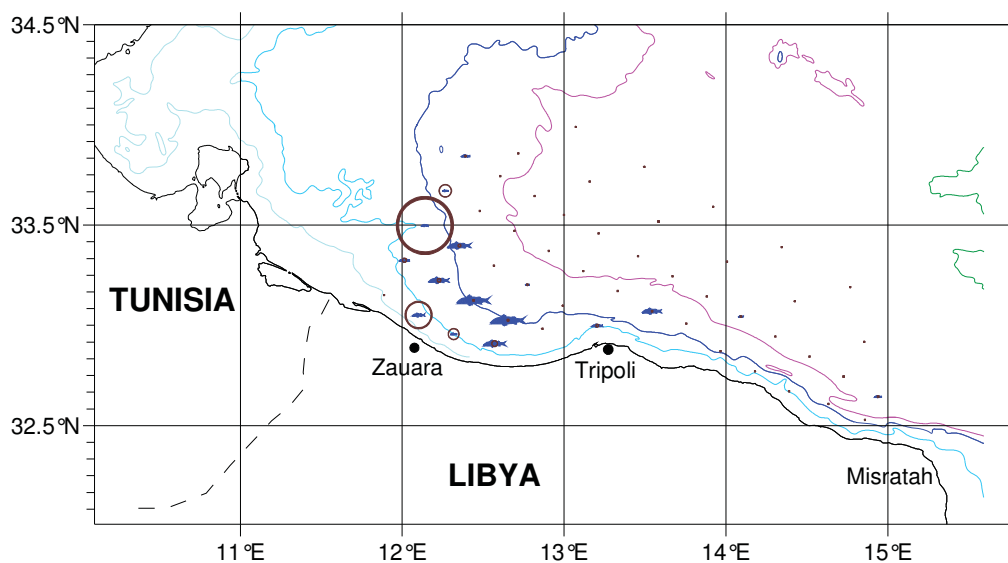 34.5°N
33.5°N
TUNISIA
Zauara
Tripoli
32.5°N
LIBYA
Misratah
11°E 12°E 13°E 14°E 15°E